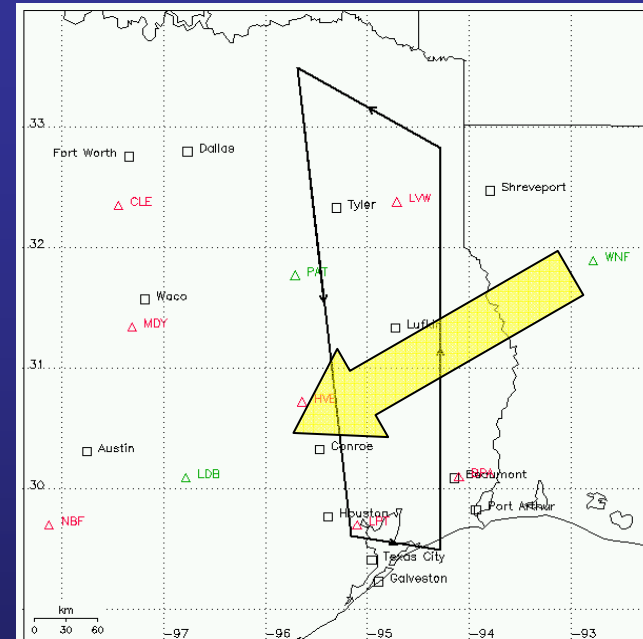 33
Fort Worth
Dallas
CLE
Tyler
LVW
Shreveport
32
PAT
WNF
Waco
MDY
Lufkin
31
HVE
Conroe
Austin
LDB
Beaumont
30
Port Arthur
Houston
LPT
NBF
Texas City
Galveston
km
0 30 60
-97
-96
-95
-94
-93